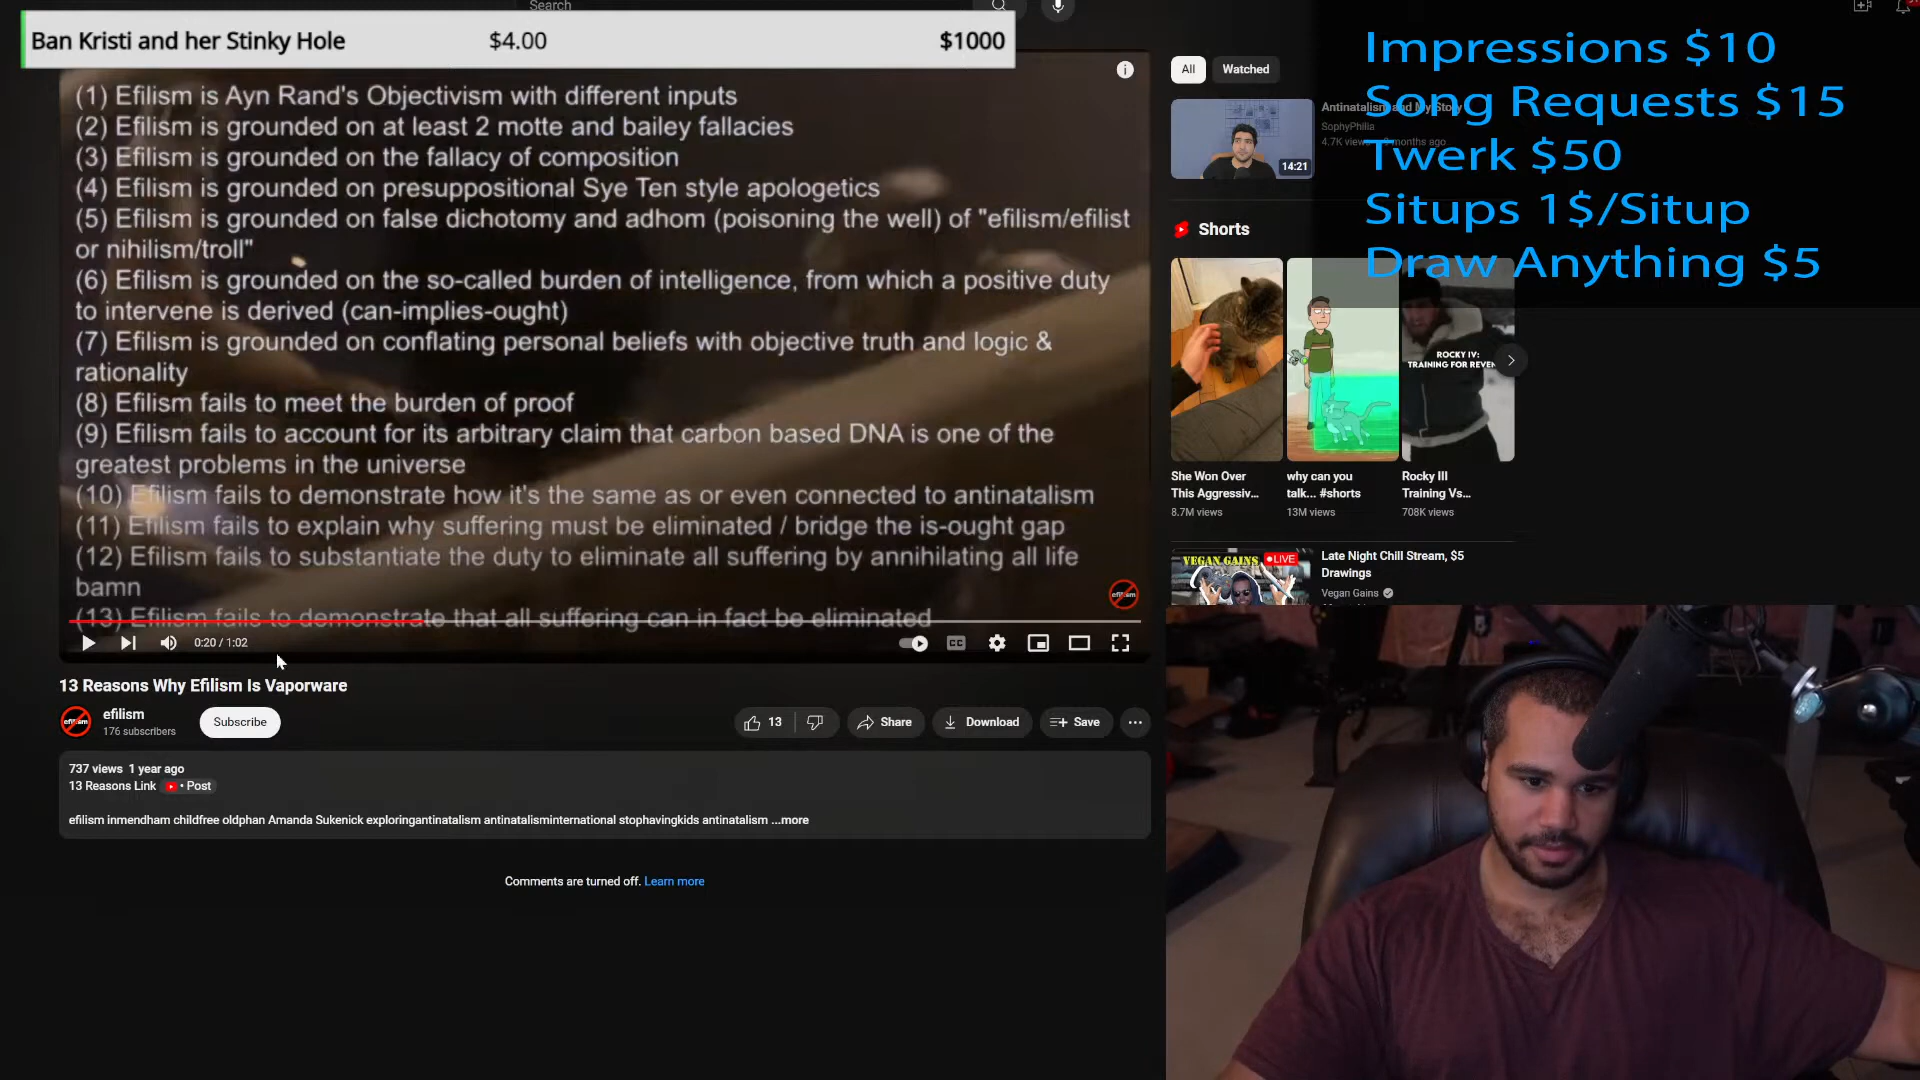 Search
Ban Kristi and her Stinky Hole $4.00 $1000
(1) Efilism is Ayn Rand's Objectivism with different inputs
(2) Efilism is grounded on at least 2 motte and bailey fallacies
(3) Efilism is grounded on the fallacy of composition
(4) Efilism is grounded on presuppositional Sye Ten style apologetics
(5) Efilism is grounded on false dichotomy and adhom (poisoning the well) of "efilism/efilist
or nihilism/troll"
(6) Efilism is grounded on the so-called burden of intelligence, from which a positive duty
to intervene is derived (can-implies-ought)
(7) Efilism is grounded on conflating personal beliefs with objective truth and logic &
rationality
(8) Efilism fails to meet the burden of proof
(9) Efilism fails to account for its arbitrary claim that carbon based DNA is one of the
greatest problems in the universe
(10) Efilism fails to demonstrate how it's the same as or even connected to antinatalism
(11) Efilism fails to explain why suffering must be eliminated / bridge the is-ought gap
(12) Efilism fails to substantiate the duty to eliminate all suffering by annihilating all life
bamn
(13) Efilism fails to demonstrate that all suffering can in fact be eliminated
efilism
0:20 / 1:02
CC
13 Reasons Why Efilism Is Vaporware
efilism
efilism
176 subscribers
Subscribe
13
Share
Download
Save
737 views 1 year ago
13 Reasons Link • Post
efilism inmendham childfree oldphan Amanda Sukenick exploringantinatalism antinatalisminternational stophavingkids antinatalism ...more
Comments are turned off. Learn more
Impressions $10
Song Requests $15
Twerk $50
Situps 1$/Situp
Draw Anything $5
All
Watched
14:21
Antinatalism and My Story
SophyPhilia
4.7K views months ago
Shorts
ROCKY IV:
She Won Over
This Aggressiv...
8.7M views
why can you
talk... #shorts
13M views
Rocky III
Training Vs...
708K views
VEGAN GAINS
LIVE
Late Night Chill Stream, $5
Drawings
Vegan Gains